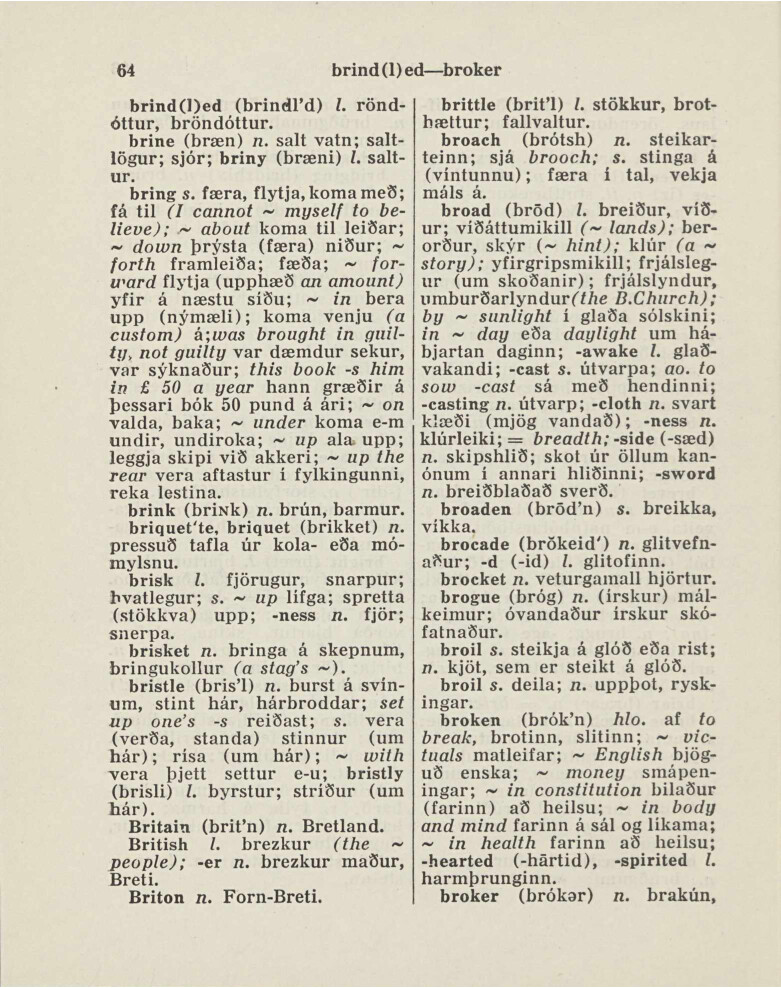 64
brind(l)ed—broker
brind(l)ed (brindl'd) l. rönd-
óttur, bröndóttur.
brine (bræn) n. salt vatn; salt-
lögur; sjór; briny (bræni) l. salt-
ur.
bring s. færa, flytja, koma með;
fá til (I cannot ~ myself to be-
lieve); ~ about koma til leiðar;
~ down þrýsta (færa) niður; ~
forth framleiða; fæða; ~ for-
ward flytja (upphæð an amount)
yfir á næstu síðu; ~ in bera
upp (nýmæli); koma venju (a
custom) á; was brought in guil-
ty, not guilty var dæmdur sekur,
var sýknaður; this book -s him
in £ 50 a year hann græðir á
þessari bók 50 pund á ári; ~ on
valda, baka; ~ under koma e-m
undir, undiroka; ~ up ala upp;
leggja skipi við akkeri; ~ up the
rear vera aftastur í fylkingunni,
reka lestina.
brink (briɴk) n. brún, barmur.
briquet'te, briquet (brikket) n.
pressuð tafla úr kola- eða mó-
mylsnu.
brisk l. fjörugur, snarpur;
hvatlegur; s. ~ up lífga; spretta
(stökkva) upp; -ness n. fjör;
snerpa.
brisket n. bringa á skepnum,
bringukollur (a stag's ~).
bristle (bris'l) n. burst á svín-
um, stint hár, hárbroddar; set
up one's -s reiðast; s. vera
(verða, standa) stinnur (um
hár); rísa (um hár); ~ with
vera þjett settur e-u; bristly
(brisli) l. byrstur; stríður (um
hár).
Britain (brit'n) n. Bretland.
British l. brezkur (the ~
people); -er n. brezkur maður,
Breti.
Briton n. Forn-Breti.
brittle (brit'l) l. stökkur, brot-
hættur; fallvaltur.
broach (brótsh) n. steikar-
teinn; sjá brooch; s. stinga á
(víntunnu); færa í tal, vekja
máls á.
broad (brōd) l. breiður, víð-
ur; víðáttumikill (~ lands); ber-
orður, skýr (~ hint); klúr (a ~
story); yfirgripsmikill; frjálsleg-
ur (um skoðanir); frjálslyndur,
umburðarlyndur (the B.Church);
by ~ sunlight í glaða sólskini;
in ~ day eða daylight um há-
bjartan daginn; -awake l. glað-
vakandi; -cast s. útvarpa; ao. to
sow -cast sá með hendinni;
-casting n. útvarp; -cloth n. svart
klæði (mjög vandað); -ness n.
klúrleiki; = breadth; -side (-sæd)
n. skipshlið; skot úr öllum kan-
ónum í annari hliðinni; -sword
n. breiðblaðað sverð.
broaden (brōd'n) s. breikka,
víkka.
brocade (brōkeid') n. glitvefn-
aður; -d (-id) l. glitofinn.
brocket n. veturgamall hjörtur.
brogue (bróg) n. (írskur) mál-
keimur; óvandaður írskur skó-
fatnaður.
broil s. steikja á glóð eða rist;
n. kjöt, sem er steikt á glóð.
broil s. deila; n. uppþot, rysk-
ingar.
broken (brók'n) hlo. af to
break, brotinn, slitinn; ~ vic-
tuals matleifar; ~ English bjög-
uð enska; ~ money smápen-
ingar; ~ in constitution bilaður
(farinn) að heilsu; ~ in body
and mind farinn á sál og líkama;
~ in health farinn að heilsu;
-hearted (-hārtid), -spirited l.
harmþrunginn.
broker (brókər) n. brakún,